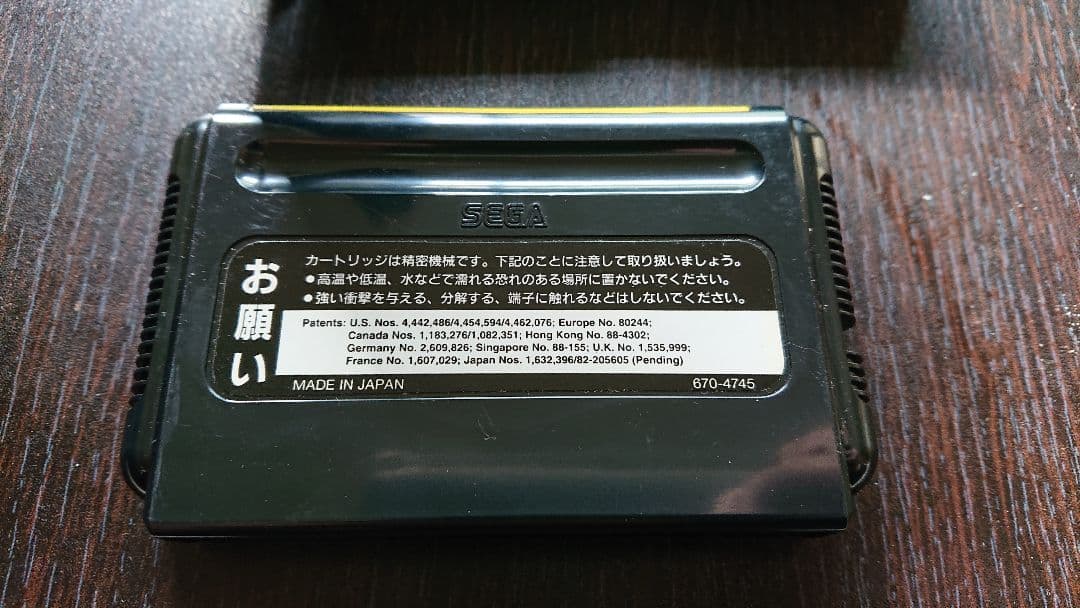 SEGA
お願い
カートリッジは精密機械です。下記のことに注意して取り扱いましょう。
●高温や低温、水などで濡れる恐れのある場所に置かないでください。
●強い衝撃を与える、分解する、端子に触れるなどはしないでください。
Patents: U.S. Nos. 4,442,486/4,454,594/4,462,076; Europe No. 80244;
Canada Nos. 1,183,276/1,082,351; Hong Kong No. 88-4302;
Germany No. 2,609,826; Singapore No. 88-155; U.K. No. 1,535,999;
France No. 1,607,029; Japan Nos. 1,632,396/82-205605 (Pending)
MADE IN JAPAN 670-4745